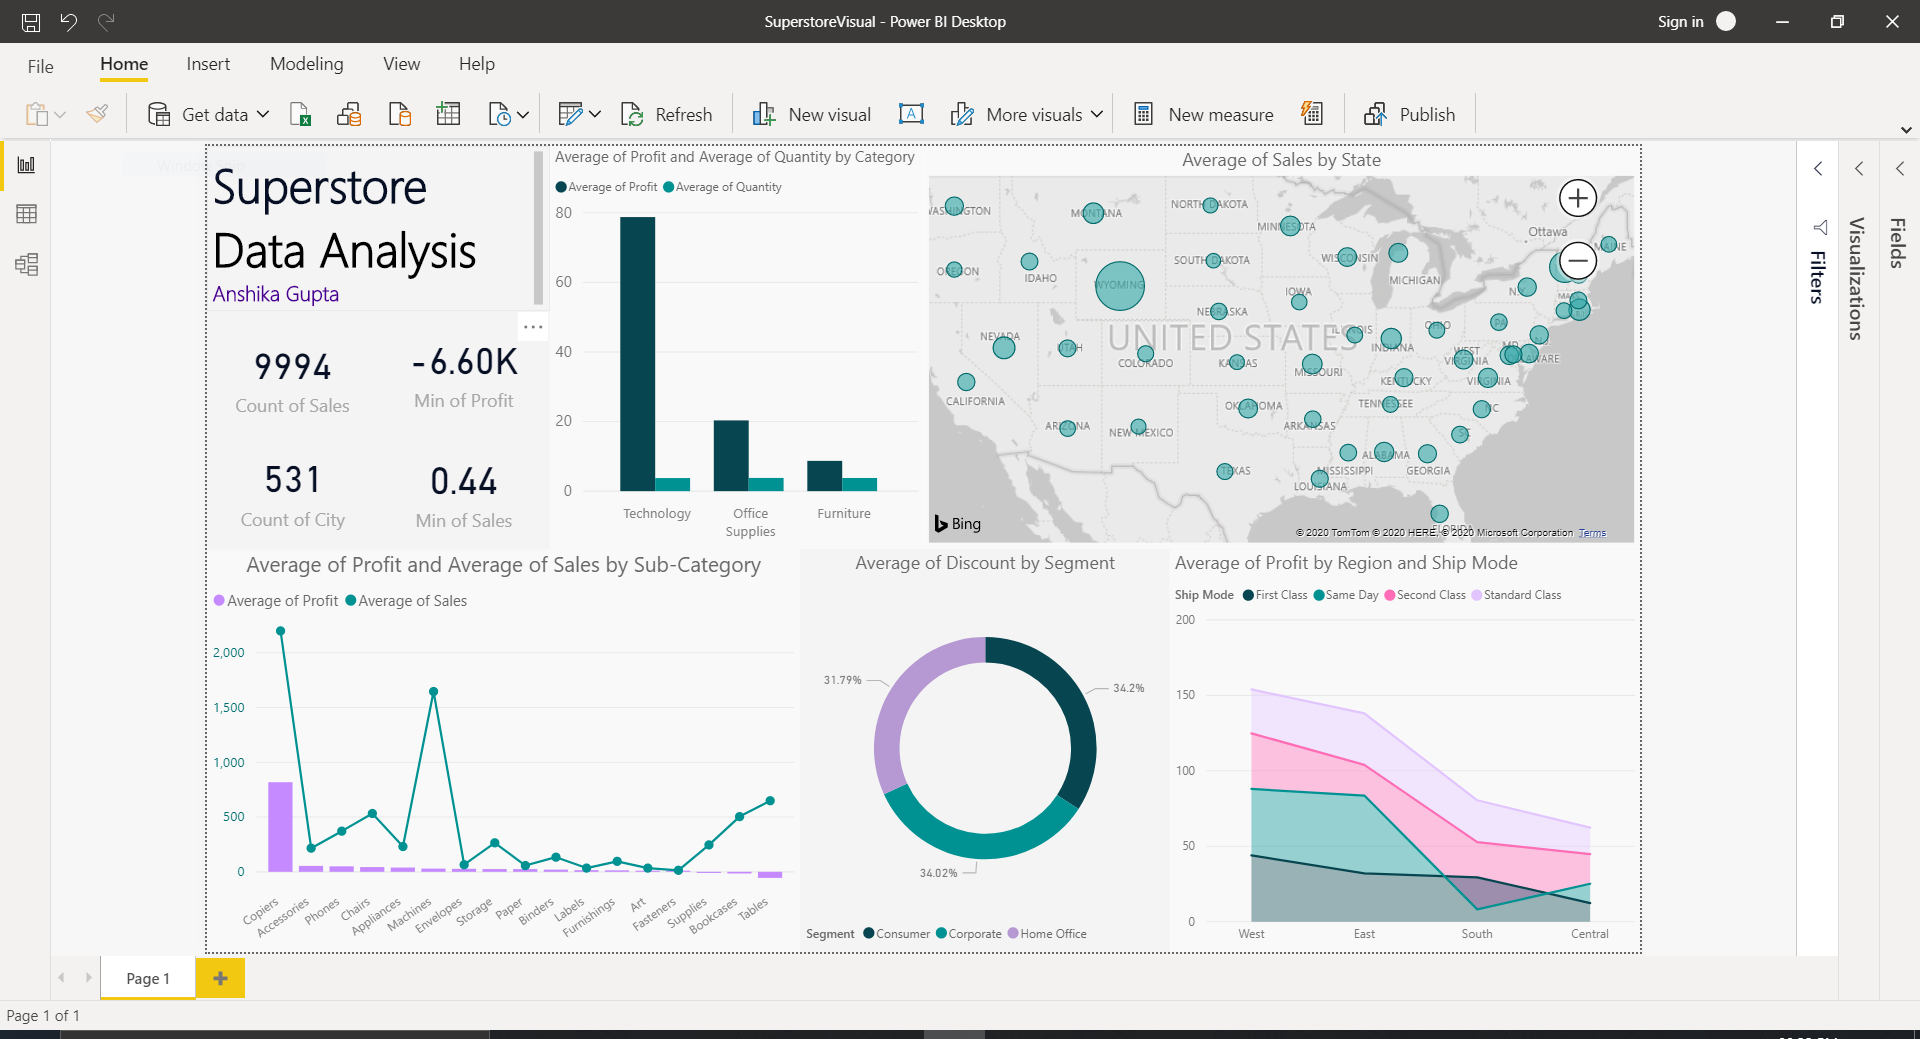 SuperstoreVisual - Power BI Desktop
Sign in
File
Home
Insert
Modeling
View
Help
Get data
Refresh
New visual
More visuals
New measure
Publish
Superstore
Data Analysis
Anshika Gupta
9994
Count of Sales
-6.60K
Min of Profit
531
Count of City
0.44
Min of Sales
Average of Profit and Average of Quantity by Category
Average of Profit
Average of Quantity
80
60
40
20
0
Technology
Office
Supplies
Furniture
Average of Sales by State
MONTANA
NORTH DAKOTA
MINNESOTA
Ottawa
OREGON
IDAHO
WYOMING
SOUTH DAKOTA
WISCONSIN
MICHIGAN
NEBRASKA
IOWA
NEVADA
UTAH
UNITED STATES
COLORADO
KANSAS
MISSOURI
INDIANA
OHIO
PA
WEST
VIRGINIA
KENTUCKY
VIRGINIA
CALIFORNIA
ARIZONA
NEW MEXICO
OKLAHOMA
ARKANSAS
TENNESSEE
NC
SC
TEXAS
LOUISIANA
MISSISSIPPI
ALABAMA
GEORGIA
FLORIDA
Bing
© 2020 TomTom © 2020 HERE, © 2020 Microsoft Corporation Terms
Average of Profit and Average of Sales by Sub-Category
Average of Profit
Average of Sales
2,000
1,500
1,000
500
0
Copiers
Accessories
Phones
Chairs
Appliances
Machines
Envelopes
Storage
Paper
Binders
Labels
Furnishings
Art
Fasteners
Supplies
Bookcases
Tables
Average of Discount by Segment
31.79%
34.2%
34.02%
Segment
Consumer
Corporate
Home Office
Average of Profit by Region and Ship Mode
Ship Mode
First Class
Same Day
Second Class
Standard Class
200
150
100
50
0
West
East
South
Central
Filters
Visualizations
Fields
Page 1
Page 1 of 1